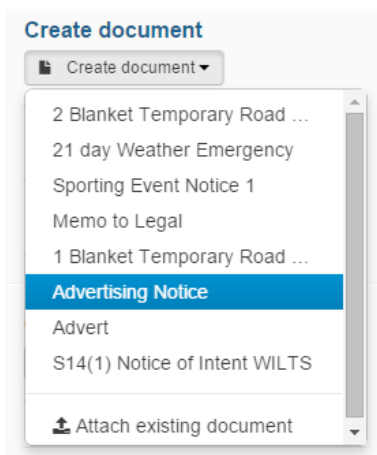 Create document
Create document
2 Blanket Temporary Road ...
21 day Weather Emergency
Sporting Event Notice 1
Memo to Legal
1 Blanket Temporary Road ...
Advertising Notice
Advert
S14(1) Notice of Intent WILTS
Attach existing document